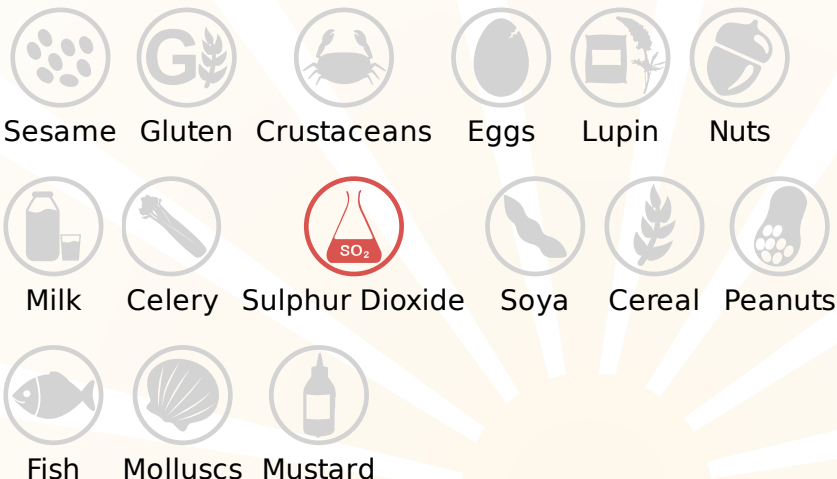 G
Sesame Gluten Crustaceans Eggs Lupin Nuts
SO₂
Milk Celery Sulphur Dioxide Soya Cereal Peanuts
Fish Molluscs Mustard